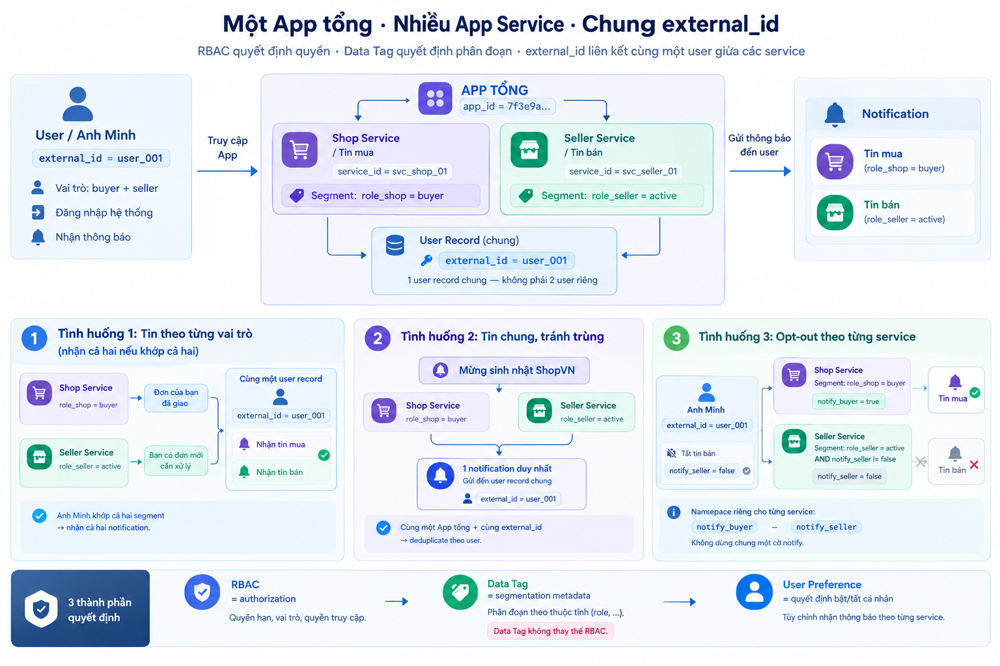 Một App tổng · Nhiều App Service · Chung external_id
RBAC quyết định quyền · Data Tag quyết định phân đoạn · external_id liên kết cùng một user giừa các service
User / Anh Minh
external_id = user_001
Vai trò: buyer + seller
Đăng nhập hệ thống
Nhận thông báo
Truy cập
App
APP TỔNG
app_id = 7f3e9a...
Shop Service
/ Tin mua
service_id = svc_shop_01
Segment: role_shop = buyer
Seller Service
/ Tin bán
service_id = svc_seller_01
Segment: role_seller = active
User Record (chung)
external_id = user_001
1 user record chung — không phải 2 user riêng
Gửi thông báo
đến user
Notification
Tin mua
(role_shop = buyer)
Tin bán
(role_seller = active)
1
Tình huống 1: Tin theo từng vai trò
(nhận cả hai nếu khớp cả hai)
Shop Service
role_shop = buyer
Đơn của bạn
đã giao
Seller Service
role_seller = active
Bạn có đơn mới
cần xử lý
Cùng một user record
external_id = user_001
Nhận tin mua
Nhận tin bán
Anh Minh khớp cả hai segment
→ nhận cả hai notification.
2
Tình huống 2: Tin chung, tránh trùng
Mừng sinh nhật ShopVN
Shop Service
role_shop = buyer
Seller Service
role_seller = active
1 notification duy nhất
Gửi đến user record chung
external_id = user_001
Cùng một App tổng + cùng external_id
→ deduplicate theo user.
3
Tình huống 3: Opt-out theo từng service
Anh Minh
external_id = user_001
Tất tin bán
notify_seller = false
Shop Service
Segment: role_shop = buyer
notify_buyer = true
Tin mua
Seller Service
Segment: role_seller = active
AND notify_seller != false
notify_seller = false
Tin bán
riêng cho từng service:
notify_buyer — notify_seller
Không dùng chung một cờ notify.
3 thành phần
quyết định
RBAC
= authorization
Quyền hạn, vai trò, quyền truy cập.
Data Tag
= segmentation metadata
Phân đoạn theo thuộc tính (role, ...).
Data Tag không thay thế RBAC.
User Preference
= quyết định bật/tắt cá nhân
Tùy chỉnh nhận thông báo theo từng service.